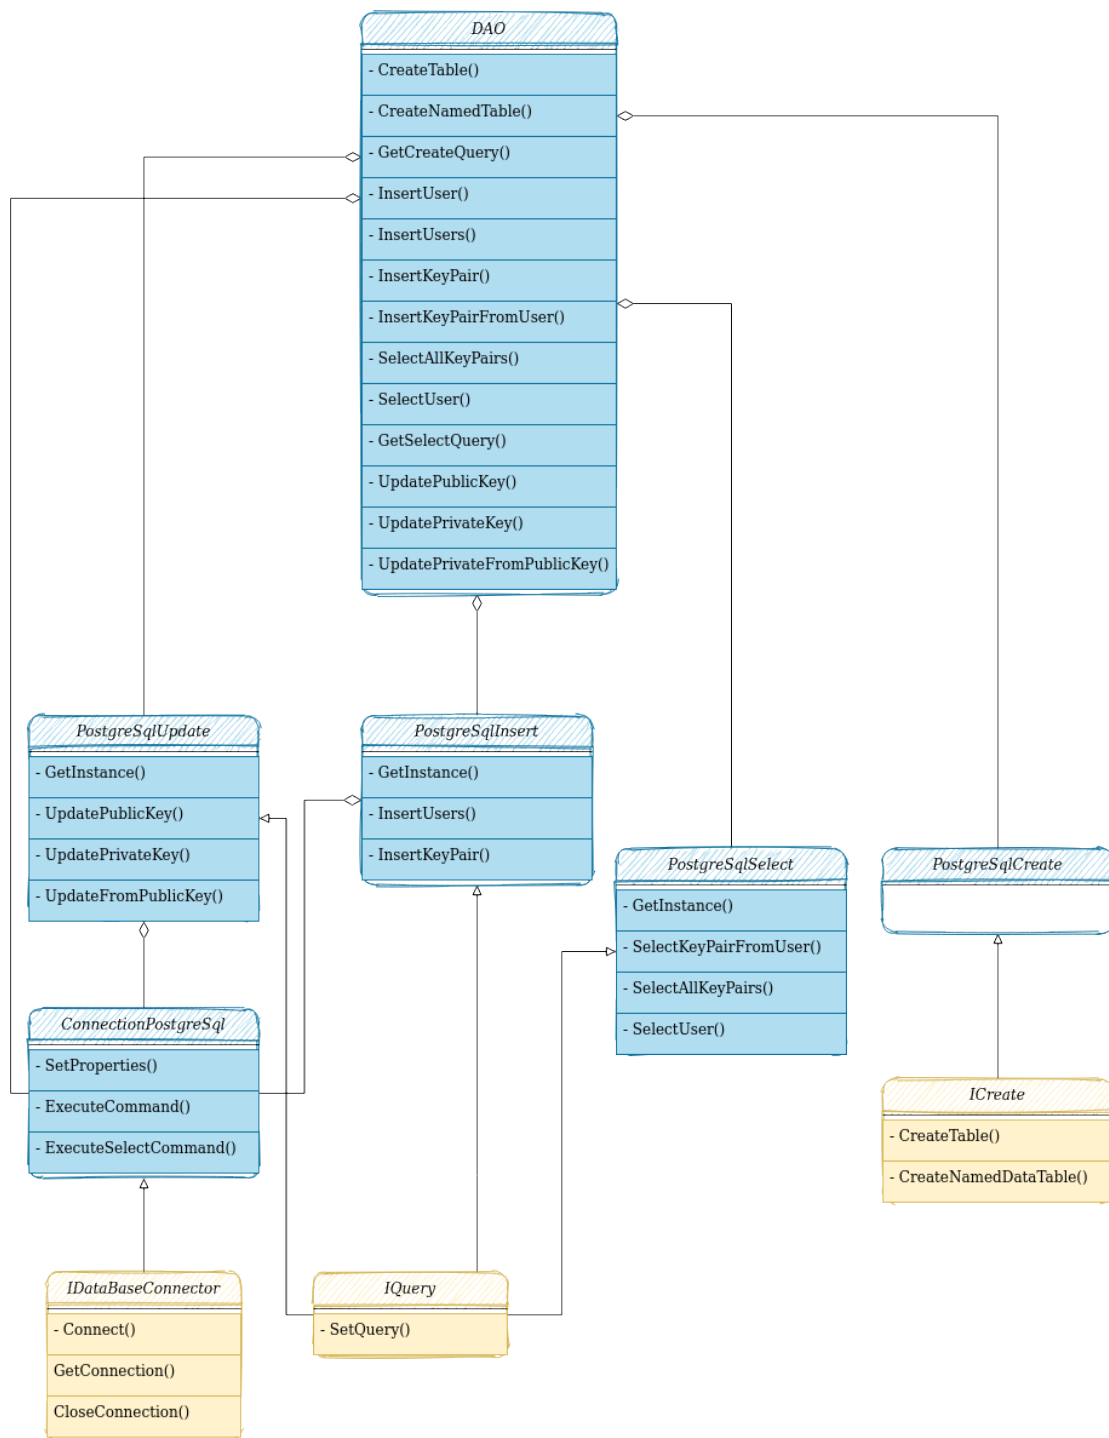 DAO
- CreateTable()
- CreateNamedTable()
- GetCreateQuery()
- InsertUser()
- InsertUsers()
- InsertKeyPair()
- InsertKeyPairFromUser()
- SelectAllKeyPairs()
- SelectUser()
- GetSelectQuery()
- UpdatePublicKey()
- UpdatePrivateKey()
- UpdatePrivateFromPublicKey()
PostgreSqlUpdate
- GetInstance()
- UpdatePublicKey()
- UpdatePrivateKey()
- UpdateFromPublicKey()
PostgreSqlInsert
- GetInstance()
- InsertUsers()
- InsertKeyPair()
PostgreSqlSelect
- GetInstance()
- SelectKeyPairFromUser()
- SelectAllKeyPairs()
- SelectUser()
PostgreSqlCreate
ConnectionPostgreSql
- SetProperties()
- ExecuteCommand()
- ExecuteSelectCommand()
ICreate
- CreateTable()
- CreateNamedDataTable()
IDataBaseConnector
- Connect()
GetConnection()
CloseConnection()
IQuery
- SetQuery()